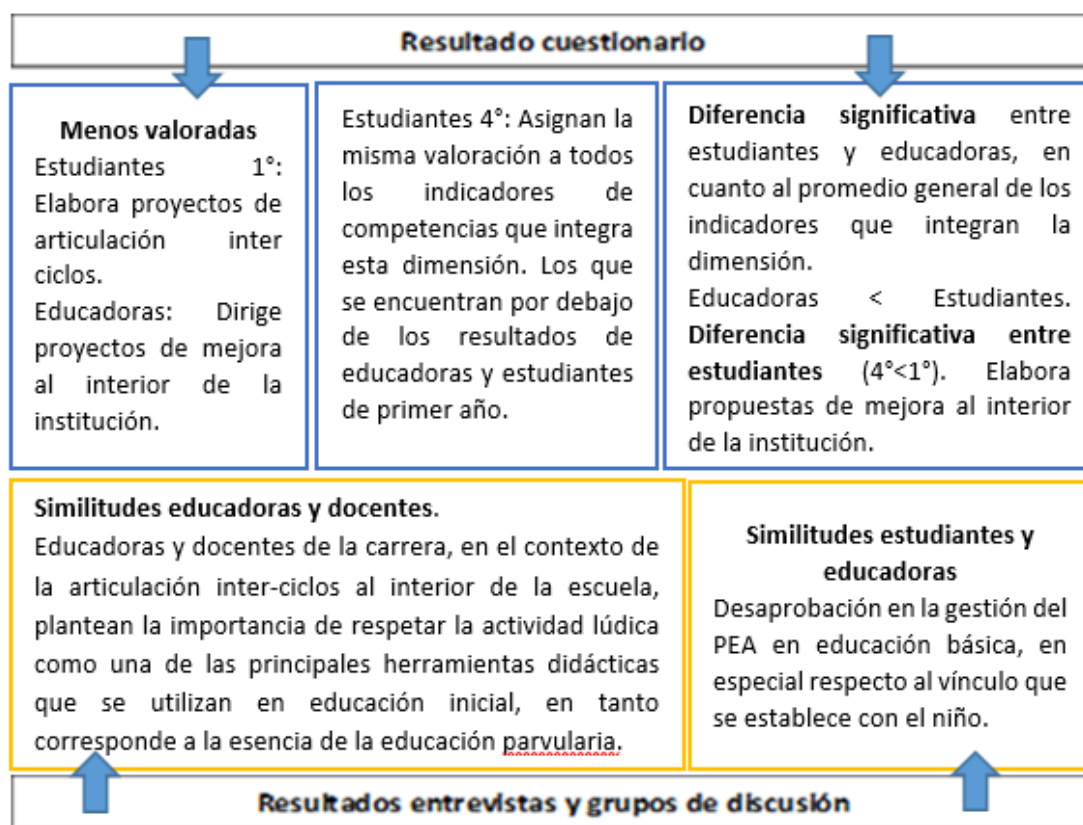 Resultado cuestionario
Menos valoradas
Estudiantes 1°:
Elabora proyectos de
articulación inter
ciclos.
Educadoras: Dirige
proyectos de mejora
al interior de la
institución.
Estudiantes 4°: Asignan la
misma valoración a todos
los indicadores de
competencias que integra
esta dimensión. Los que
se encuentran por debajo
de los resultados de
educadoras y estudiantes
de primer año.
Diferencia significativa entre
estudiantes y educadoras, en
cuanto al promedio general de los
indicadores que integran la
dimensión.
Educadoras < Estudiantes.
Diferencia significativa entre
estudiantes (4°<1°). Elabora
propuestas de mejora al interior
de la institución.
Similitudes educadoras y docentes.
Educadoras y docentes de la carrera, en el contexto de
la articulación inter-ciclos al interior de la escuela,
plantean la importancia de respetar la actividad lúdica
como una de las principales herramientas didácticas
que se utilizan en educación inicial, en tanto
corresponde a la esencia de la educación parvularia.
Similitudes estudiantes y
educadoras
Desaprobación en la gestión del
PEA en educación básica, en
especial respecto al vínculo que
se establece con el niño.
Resultados entrevistas y grupos de discusión